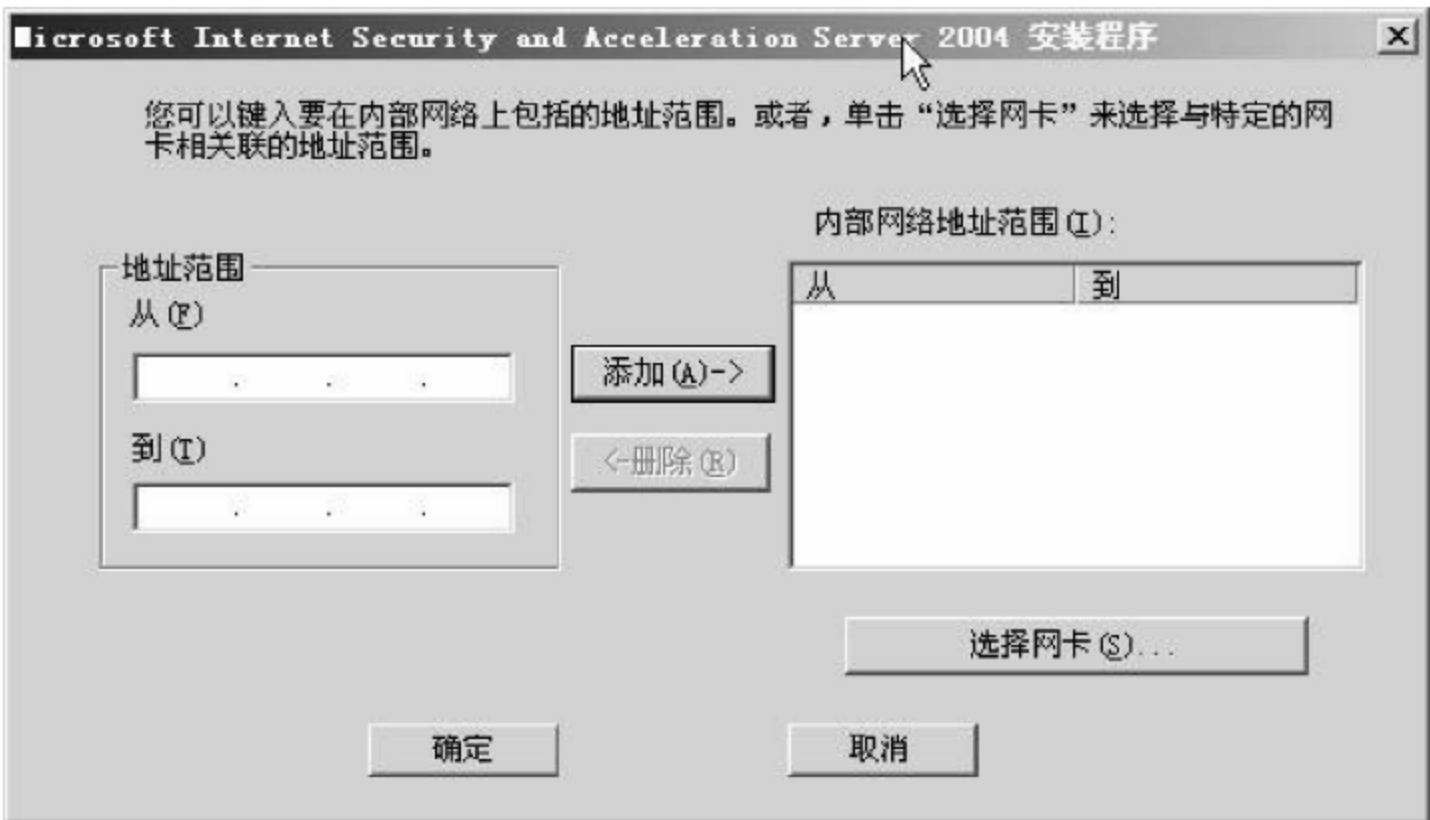 Microsoft Internet Security and Acceleration Server 2004 安装程序
您可以键入要在内部网络上包括的地址范围。或者,单击“选择网卡”来选择与特定的网
卡相关联的地址范围。
内部网络地址范围(I):
地址范围
从(F)
从 到
添加(A)->
到(T)
<-删除(R)
选择网卡(S)...
确定 取消